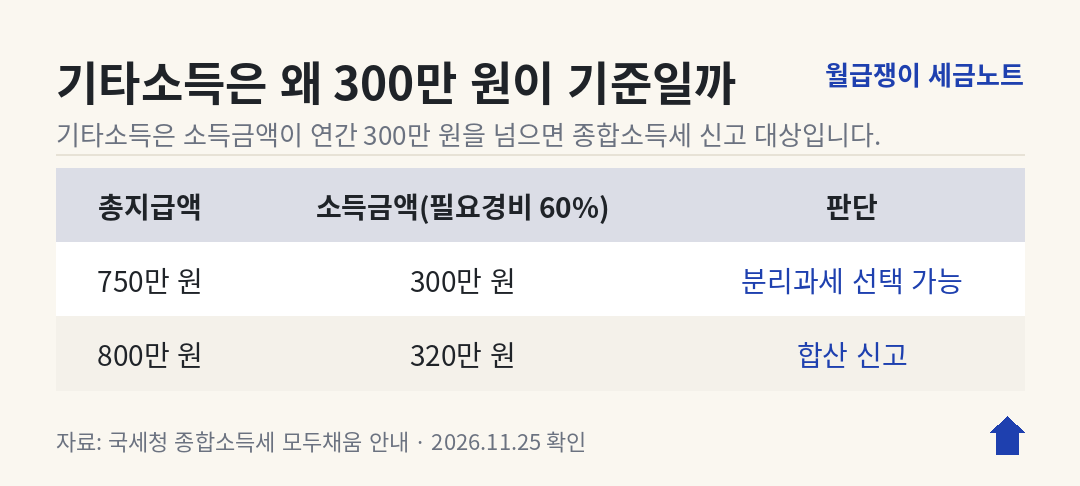 기타소득은 왜 300만 원이 기준일까
월급쟁이 세금노트
기타소득은 소득금액이 연간 300만 원을 넘으면 종합소득세 신고 대상입니다.
총지급액 소득금액(필요경비 60%) 판단
750만 원 300만 원 분리과세 선택 가능
800만 원 320만 원 합산 신고
자료: 국세청 종합소득세 모두채움 안내 · 2026.11.25 확인